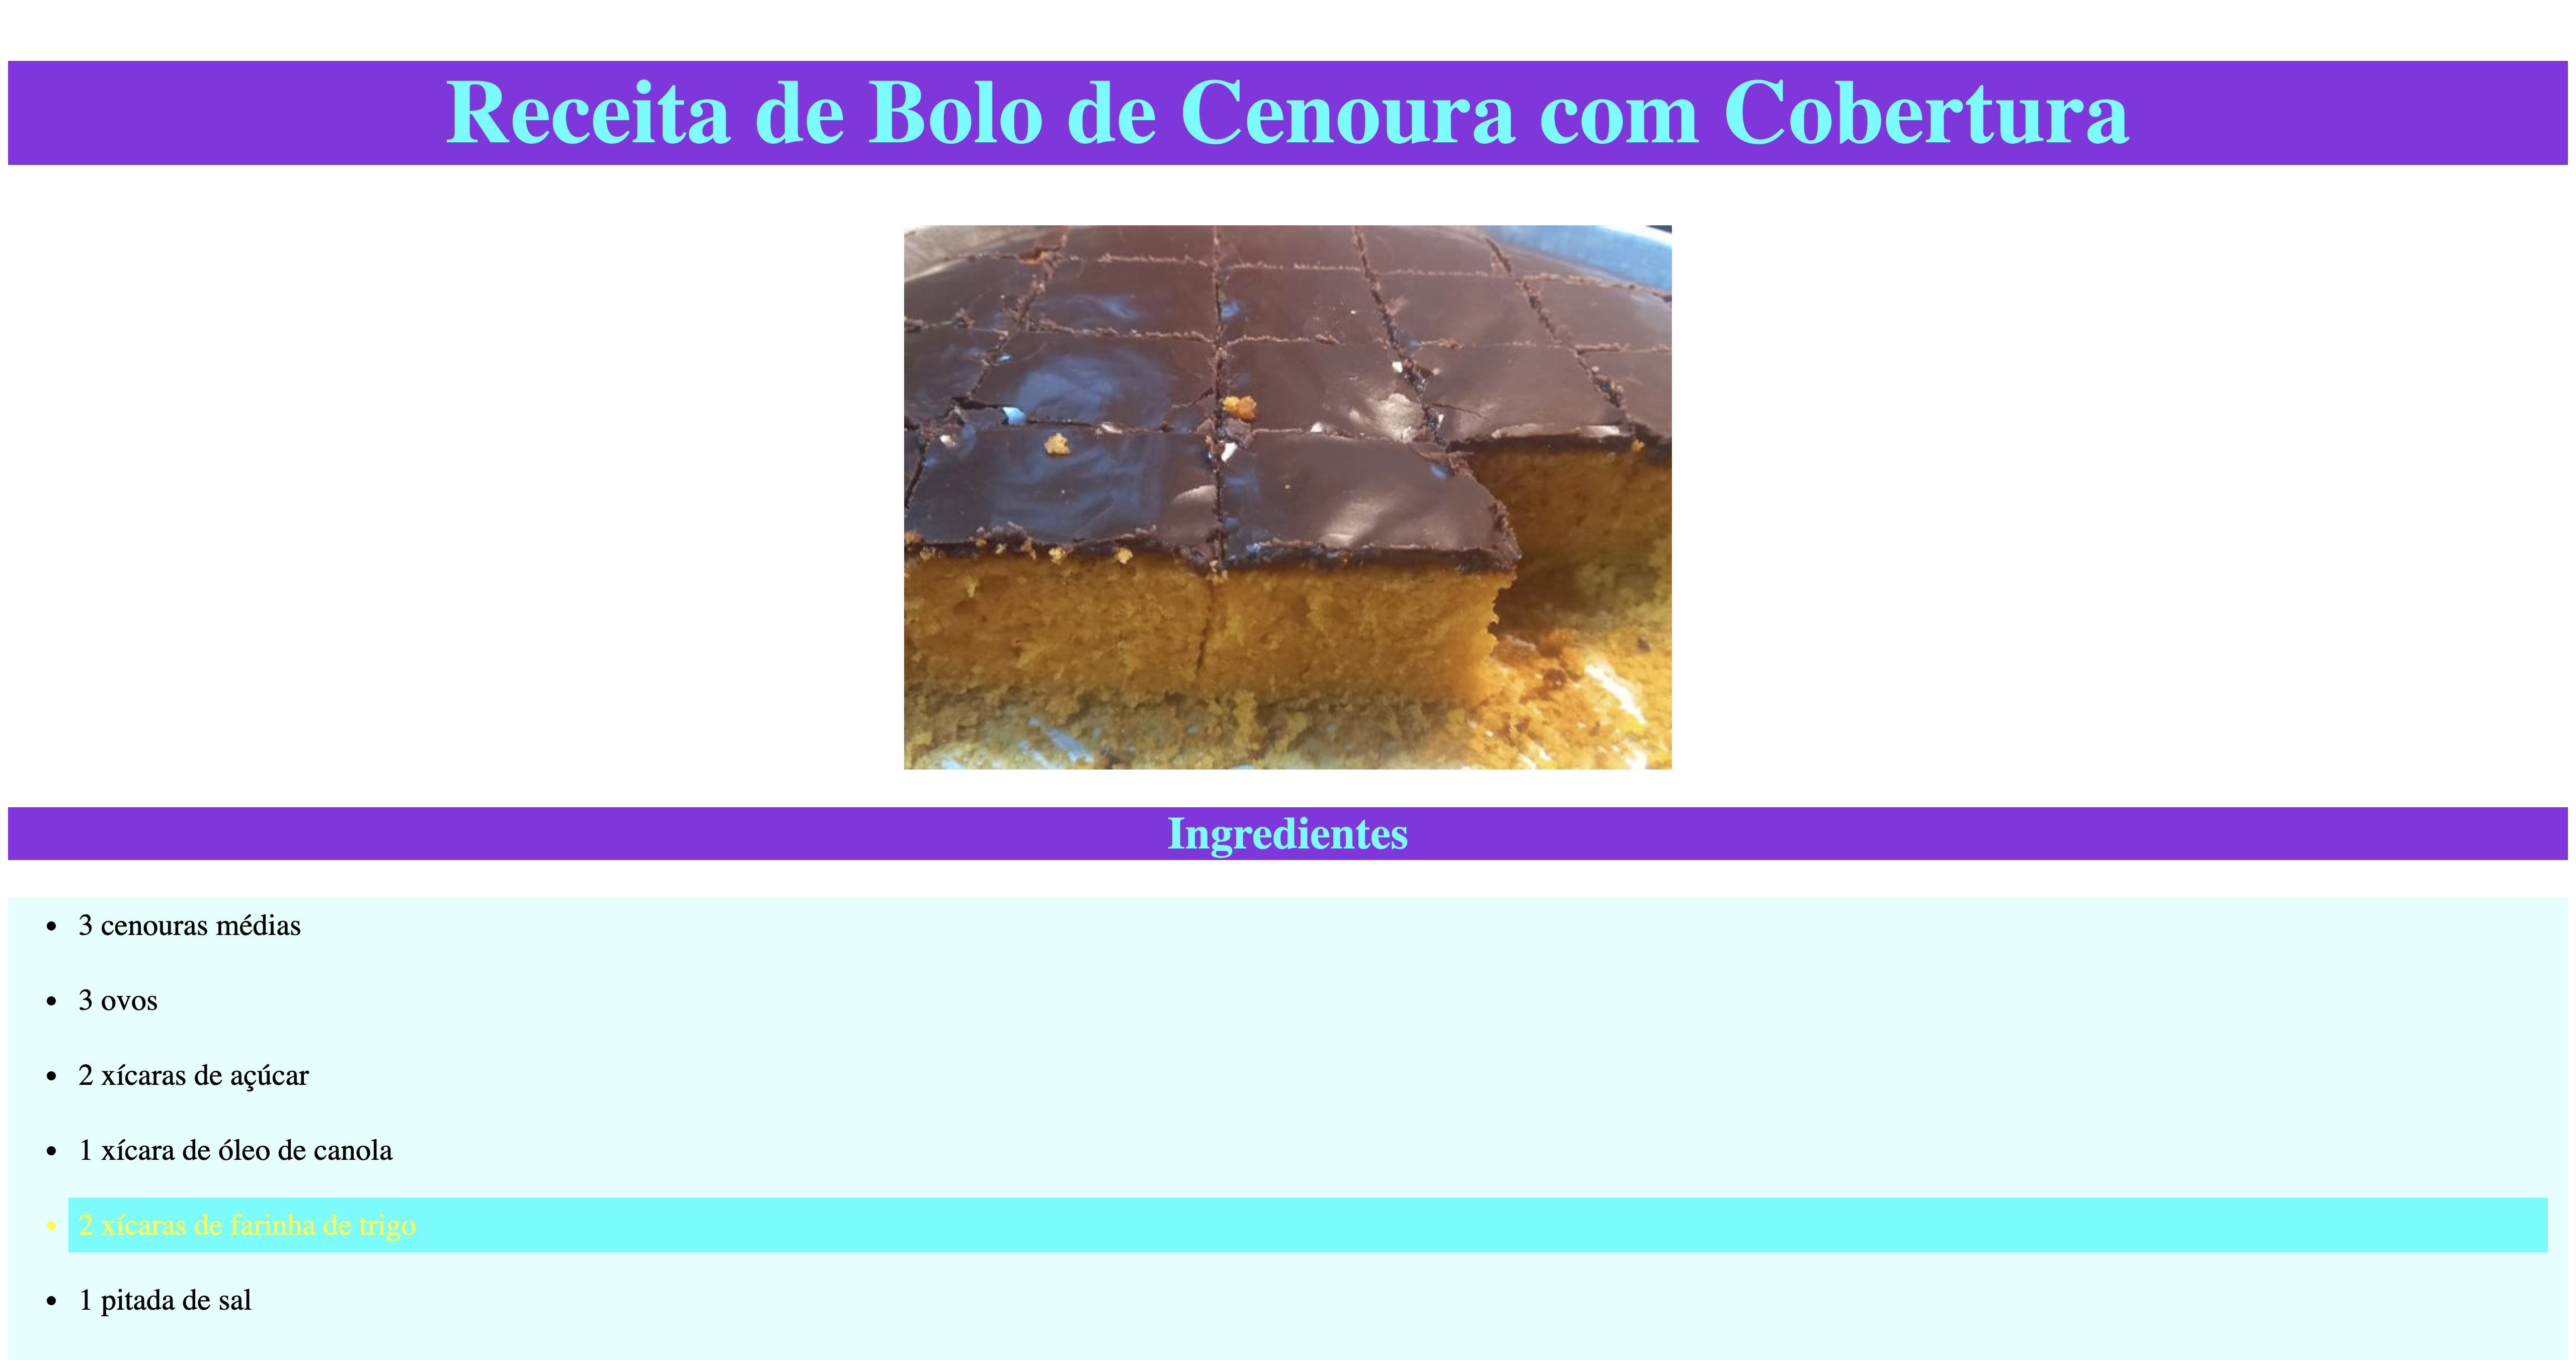 Receita de Bolo de Cenoura com Cobertura
Ingredientes
3 cenouras médias
3 ovos
2 xícaras de açúcar
1 xícara de óleo de canola
2 xícaras de farinha de trigo
1 pitada de sal